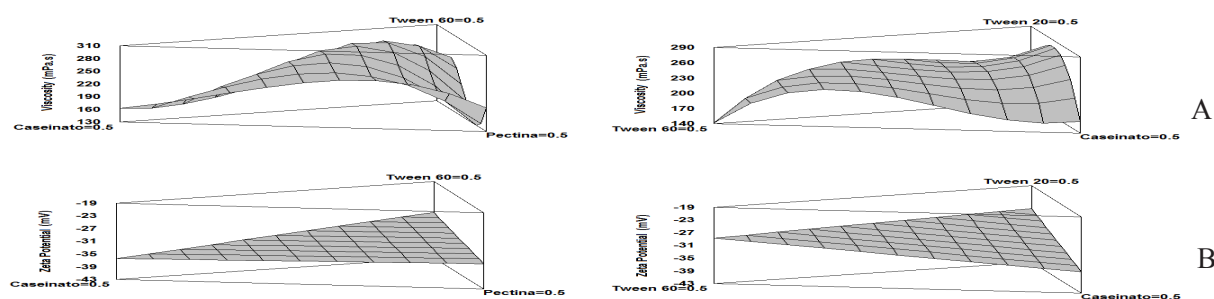 Tween 60=0.5
310
280
250
220
190
160
130
Viscosity (mPa.s)
Caseinato=0.5
Pectina=0.5
Tween 20=0.5
290
260
230
200
170
140
Viscosity (mPa.s)
Tween 60=0.5
Caseinato=0.5
A
Tween 60=0.5
-19
-23
-27
-31
-35
-39
-43
Zeta Potential (mV)
Caseinato=0.5
Pectina=0.5
Tween 20=0.5
-19
-23
-27
-31
-35
-39
-43
Zeta Potential (mV)
Tween 60=0.5
Caseinato=0.5
B